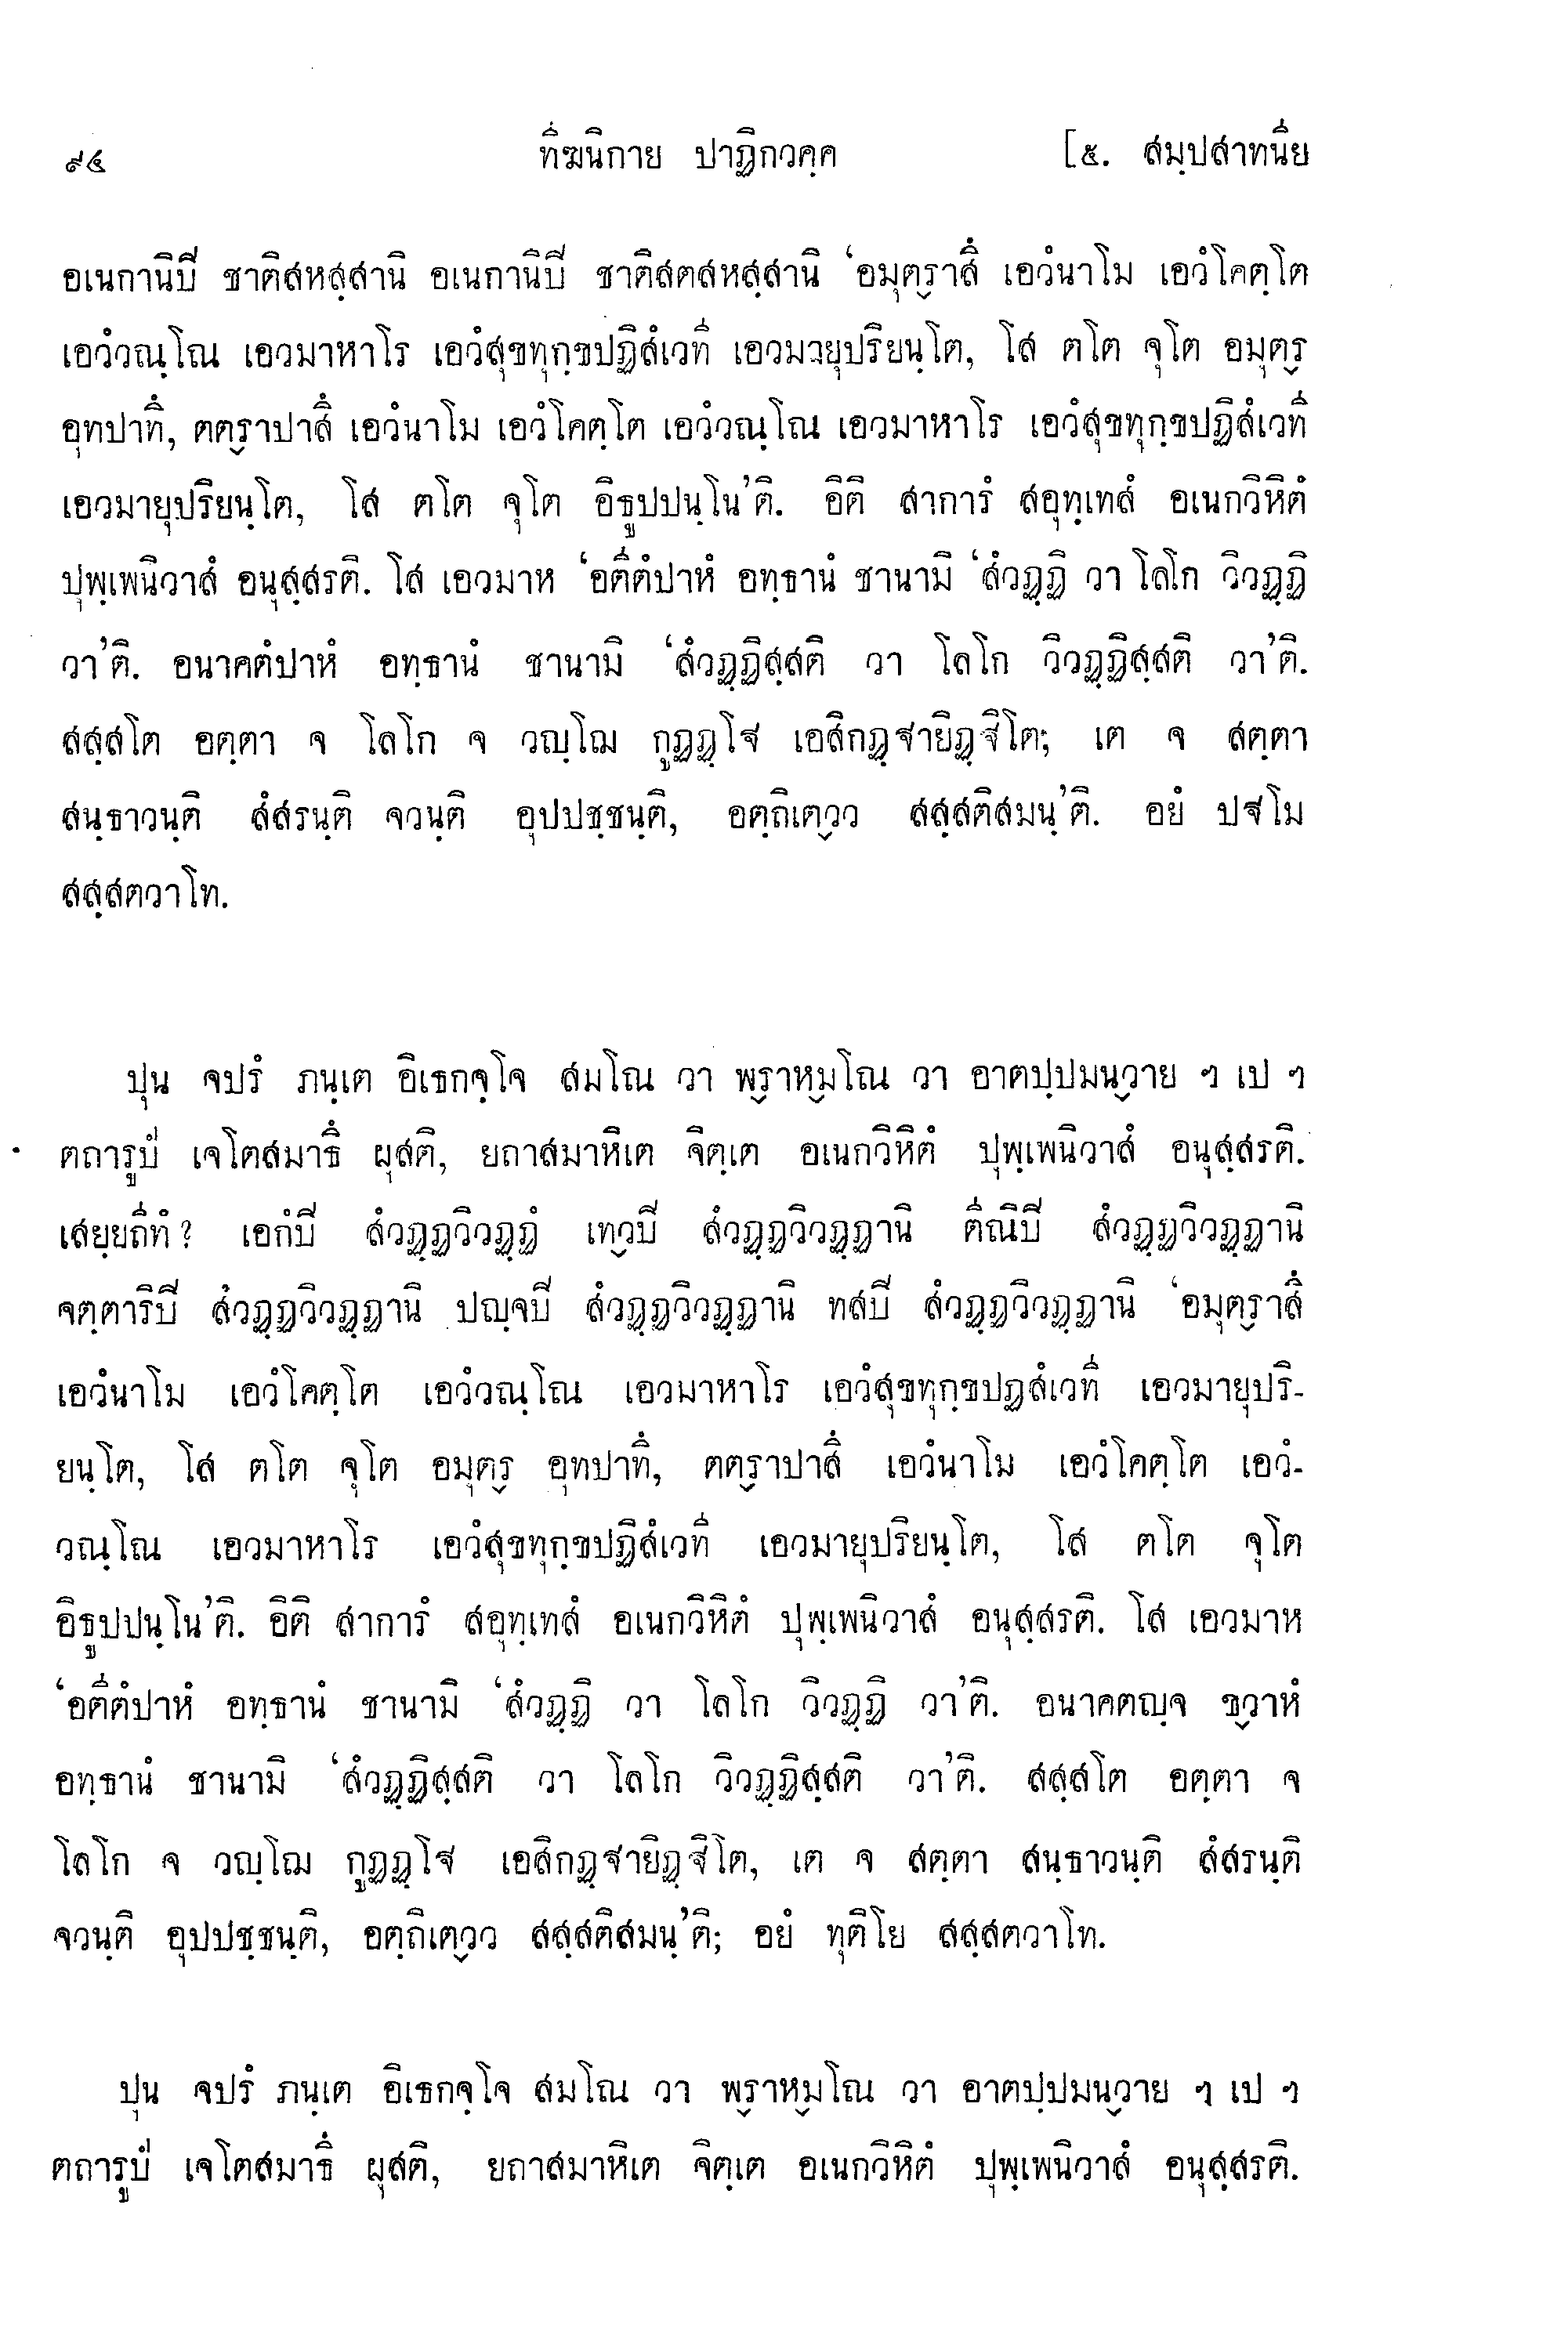 ๙๔ ทีฆนิกาย ปาฏิกวคฺค [๕. สมฺปสาทนีย
อเนกานิปิ ชาติสหสฺสานิ อเนกานิปิ ชาติสตสหสฺสานิ ‘อมุต๎ราสึ เอวํนาโม เอวํโคตฺโต
เอวํวณฺโณ เอวมาหาโร เอวํสุขทุกฺขปฏิสํเวที เอวมายุปริยนฺโต, โส ตโต จุโต อมุต๎ร
อุทปาทึ, ตต๎ราปาสึ เอวํนาโม เอวํโคตฺโต เอวํวณฺโณ เอวมาหาโร เอวํสุขทุกฺขปฏิสํเวที
เอวมายุปริยนฺโต, โส ตโต จุโต อิธูปปนฺโน’ติ. อิติ สาการํ สอุทฺเทสํ อเนกวิหิตํ
ปุพฺเพนิวาสํ อนุสฺสรติ. โส เอวมาห ‘อตีตํปาหํ อทฺธานํ ชานามิ ‘สํวฏฺฏิ วา โลโก วิวฏฺฏิ
วา’ติ. อนาคตํปาหํ อทฺธานํ ชานามิ ‘สํวฏฺฏิสฺสติ วา โลโก วิวฏฺฏิสฺสติ วา’ติ.
สสฺสโต อตฺตา จ โลโก จ วญฺโฌ กูฏฏฺโฐ เอสิกฏฺฐายิฏฺฐิโต; เต จ สตฺตา
สนฺธาวนฺติ สํสรนฺติ จวนฺติ อุปปชฺชนฺติ, อตฺถิเต๎วว สสฺสติสมนฺ’ติ. อยํ ปฐโม
สสฺสตวาโท.
ปุน จปรํ ภนฺเต อิเธกจฺโจ สมโณ วา พ๎ราห๎มโณ วา อาตปฺปมน๎วาย ฯ เป ฯ
ตถารูปํ เจโตสมาธึ ผุสติ, ยถาสมาหิเต จิตฺเต อเนกวิหิตํ ปุพฺเพนิวาสํ อนุสฺสรติ.
เสยฺยถีทํ? เอกํปิ สํวฏฺฏวิวฏฺฏํ เท๎วปิ สํวฏฺฏวิวฏฺฏานิ ตีณิปิ สํวฏฺฏวิวฏฺฏานิ
จตฺตาริปิ สํวฏฺฏวิวฏฺฏานิ ปญฺจปิ สํวฏฺฏวิวฏฺฏานิ ทสปิ สํวฏฺฏวิวฏฺฏานิ ‘อมุต๎ราสึ
เอวํนาโม เอวํโคตฺโต เอวํวณฺโณ เอวมาหาโร เอวํสุขทุกฺขปฏสํเวที เอวมายุปริ-
ยนฺโต, โส ตโต จุโต อมุต๎ร อุทปาทึ, ตต๎ราปาสึ เอวํนาโม เอวํโคตฺโต เอวํ-
วณฺโณ เอวมาหาโร เอวํสุขทุกฺขปฏิสํเวที เอวมายุปริยนฺโต, โส ตโต จุโต
อิธูปปนฺโน’ติ. อิติ สาการํ สอุทฺเทสํ อเนกวิหิตํ ปุพฺเพนิวาสํ อนุสฺสรติ. โส เอวมาห
‘อตีตํปาหํ อทฺธานํ ชานามิ ‘สํวฏฺฏิ วา โลโก วิวฏฺฏิ วา’ติ. อนาคตญฺจ ข๎วาหํ
อทฺธานํ ชานามิ ‘สํวฏฺฏิสฺสติ วา โลโก วิวฏฺฏิสฺสติ วา’ติ. สสฺสโต อตฺตา จ
โลโก จ วญฺโฌ กูฏฏฺโฐ เอสิกฏฺฐายิฏฺฐิโต, เต จ สตฺตา สนฺธาวนฺติ สํสรนฺติ
จวนฺติ อุปปชฺชนฺติ, อตฺถิเต๎วว สสฺสติสมนฺ’ติ; อยํ ทุติโย สสฺสตวาโท.
ปุน จปรํ ภนฺเต อิเธกจฺโจ สมโณ วา พ๎ราห๎มโณ วา อาตปฺปมน๎วาย ฯ เป ฯ
ตถารูปํ เจโตสมาธึ ผุสติ, ยถาสมาหิเต จิตฺเต อเนกวิหิตํ ปุพฺเพนิวาสํ อนุสฺสรติ.